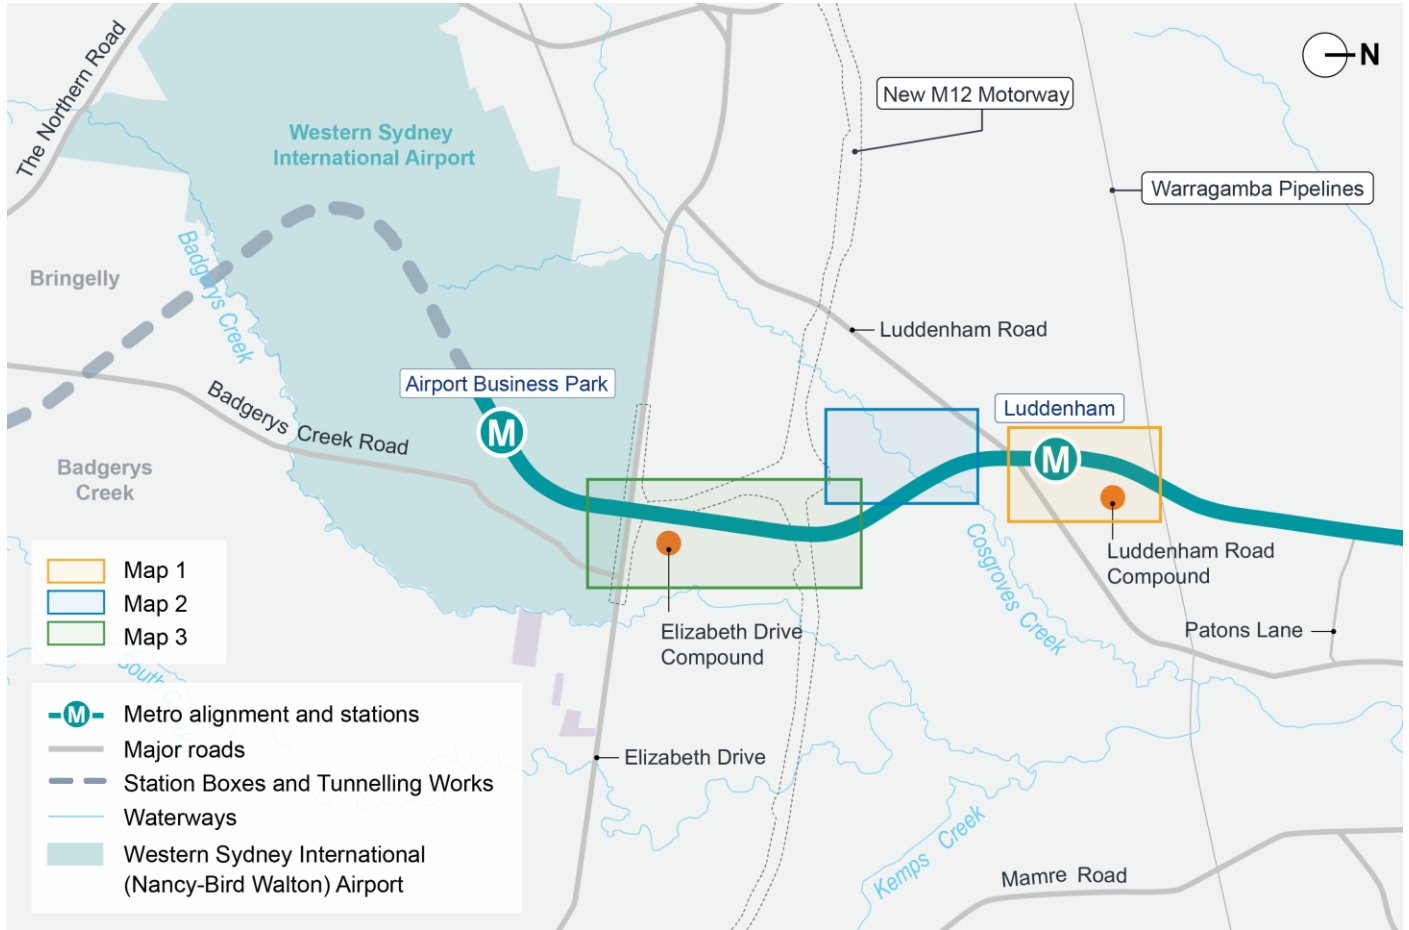 The Northern Road
N
New M12 Motorway
Western Sydney
International Airport
Warragamba Pipelines
Badgerys Creek
Bringelly
Luddenham Road
Airport Business Park
Luddenham
Badgerys Creek Road
M
M
Badgerys
Creek
Cosgroves Creek
Luddenham Road
Compound
Map 1
Map 2
Map 3
Elizabeth Drive
Compound
Patons Lane
South Creek
M
Metro alignment and stations
Major roads
Station Boxes and Tunnelling Works
Waterways
Western Sydney International
(Nancy-Bird Walton) Airport
Elizabeth Drive
Kemps Creek
Mamre Road